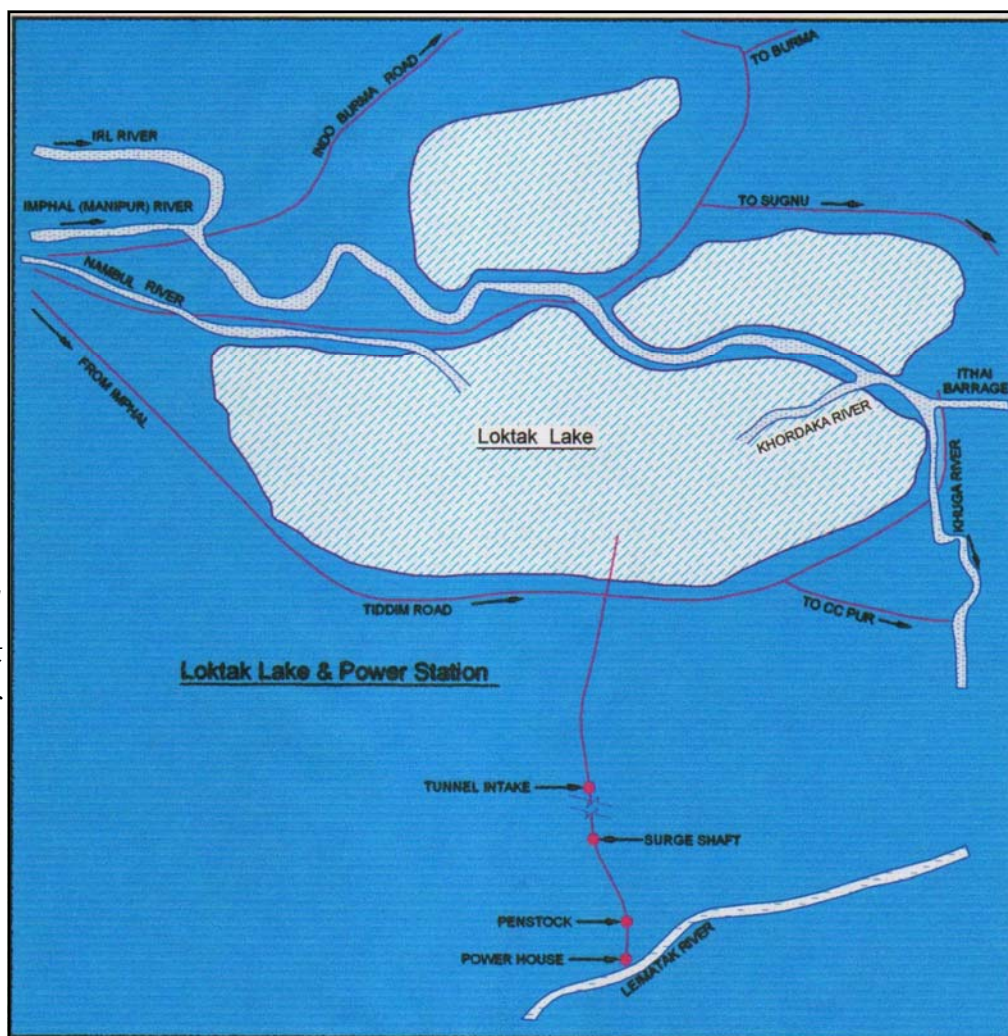 TO BURMA
INDO BURMA ROAD
IRL RIVER
IMPHAL (MANIPUR) RIVER
TO SUGNU
NAMBUL RIVER
FROM IMPHAL
ITHAI
BARRAGE
KHORDAKA RIVER
Loktak Lake
KHUGA RIVER
TIDDIM ROAD
TO CC PUR
Loktak Lake & Power Station
TUNNEL INTAKE
SURGE SHAFT
PENSTOCK
POWER HOUSE
LEIMATAK RIVER